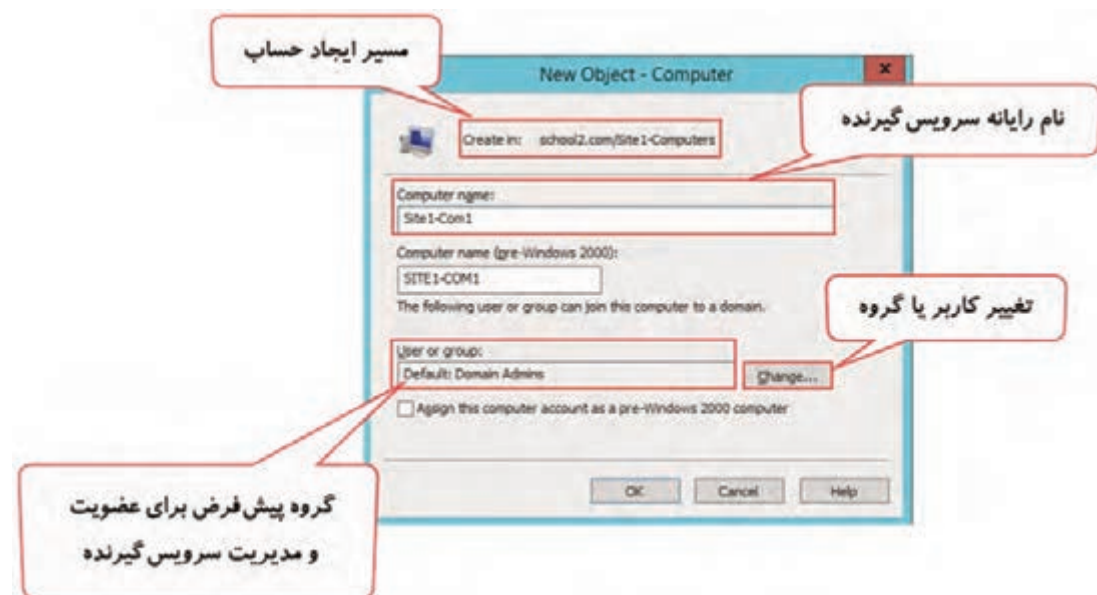 مسیر ایجاد حساب
New Object - Computer
x
نام رایانه سرویس‌گیرنده
Create in: school2.com/Site1-Computers
Computer name:
Site1-Com1
Computer name (pre-Windows 2000):
SITE1-COM1
The following user or group can join this computer to a domain.
تغییر کاربر یا گروه
User or group:
Default: Domain Admins
Change...
Assign this computer account as a pre-Windows 2000 computer
گروه پیش‌فرض برای عضویت
و مدیریت سرویس‌گیرنده
OK Cancel Help